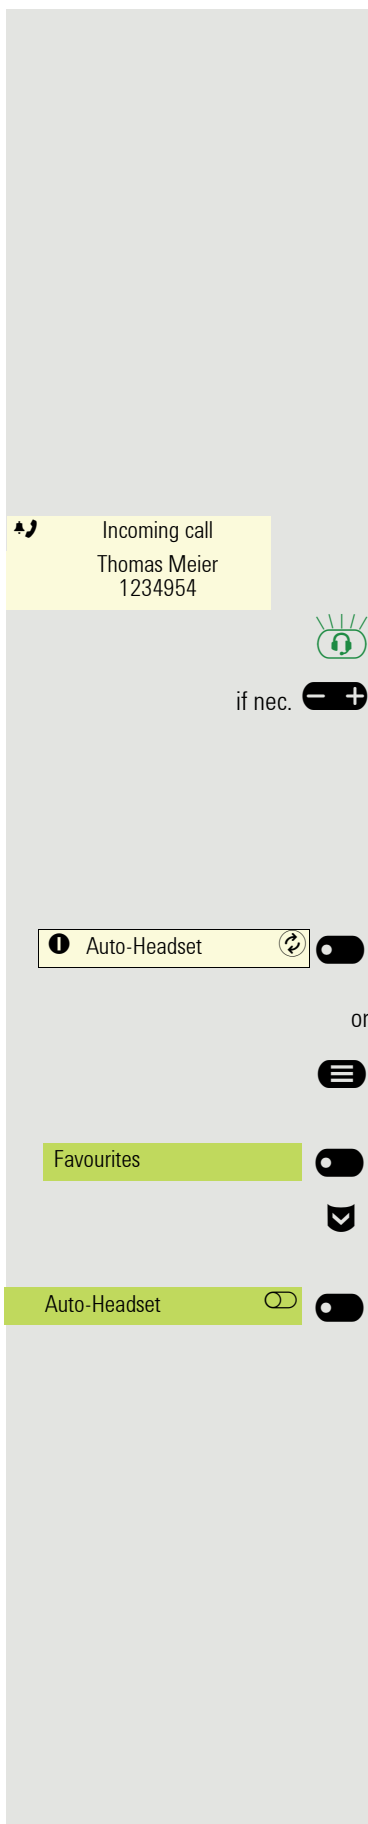 Incoming call
Thomas Meier
1234954
if nec.
Auto-Headset
or
Favourites
Auto-Headset